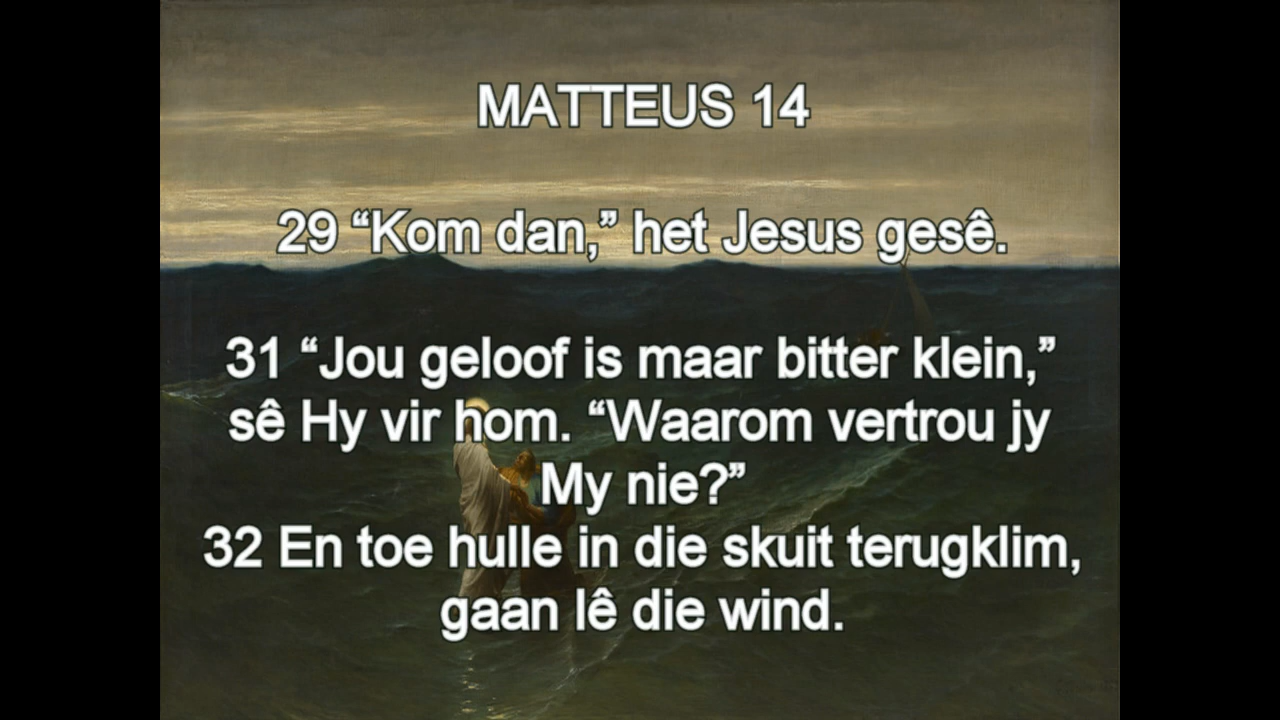 MATTEUS 14
29 “Kom dan,” het Jesus gesê.
31 “Jou geloof is maar bitter klein,”
sê Hy vir hom. “Waarom vertrou jy
My nie?”
32 En toe hulle in die skuit terugklim,
gaan lê die wind.